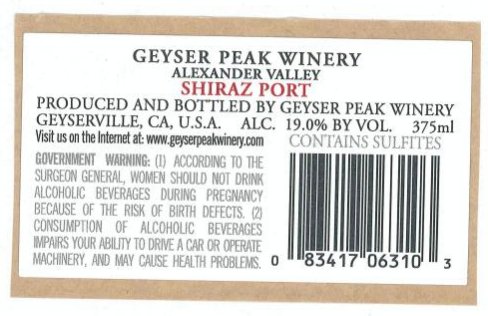 GEYSER PEAK WINERY
ALEXANDER VALLEY
SHIRAZ PORT
PRODUCED AND BOTTLED BY GEYSER PEAK WINERY
GEYSERVILLE, CA, U.S.A. ALC. 19.0% BY VOL. 375ml
Visit us on the Internet at: www.geyserpeakwinery.com
CONTAINS SULFITES
GOVERNMENT WARNING: (1) ACCORDING TO THE
SURGEON GENERAL, WOMEN SHOULD NOT DRINK
ALCOHOLIC BEVERAGES DURING PREGNANCY
BECAUSE OF THE RISK OF BIRTH DEFECTS. (2)
CONSUMPTION OF ALCOHOLIC BEVERAGES
IMPAIRS YOUR ABILITY TO DRIVE A CAR OR OPERATE
MACHINERY, AND MAY CAUSE HEALTH PROBLEMS.
0 83417 06310 3